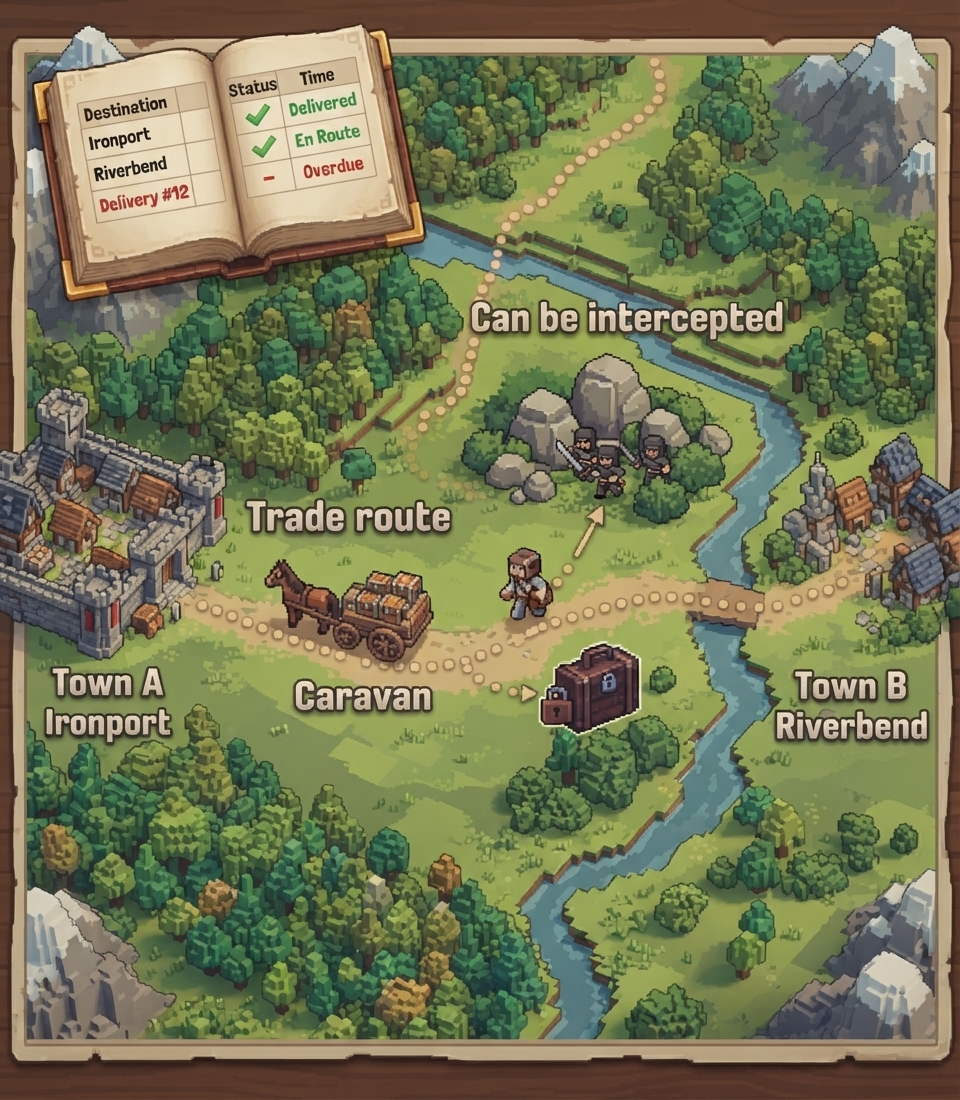 Destination
Ironport
Riverbend
Delivery #12
Status Time
Delivered
En Route
Overdue
Can be intercepted
Trade route
Caravan
Town A
Ironport
Town B
Riverbend